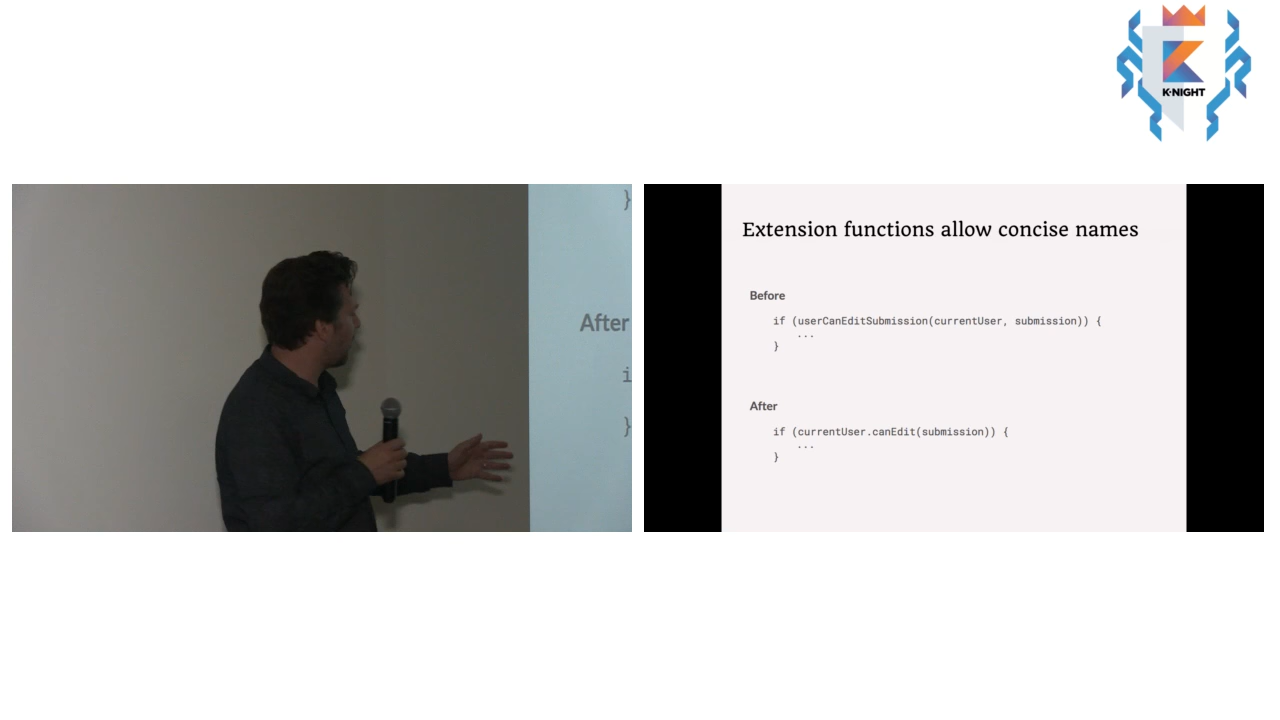 K·NIGHT
}
After
i
}
Extension functions allow concise names
Before
if (userCanEditSubmission(currentUser, submission)) {
...
}
After
if (currentUser.canEdit(submission)) {
...
}